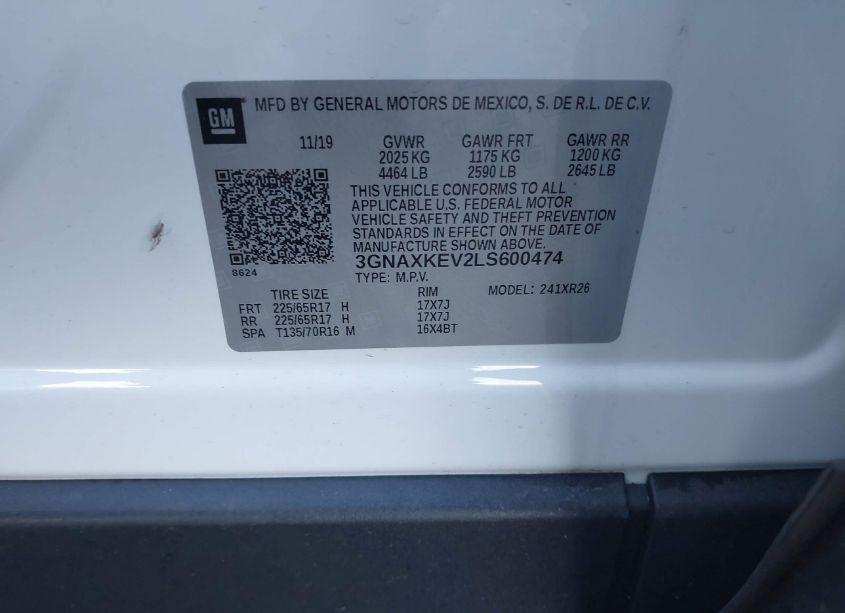 GM
MFD BY GENERAL MOTORS DE MEXICO, S. DE R.L. DE C.V.
11/19 GVWR GAWR FRT GAWR RR
2025 KG 1175 KG 1200 KG
4464 LB 2590 LB 2645 LB
THIS VEHICLE CONFORMS TO ALL
APPLICABLE U.S. FEDERAL MOTOR
VEHICLE SAFETY AND THEFT PREVENTION
STANDARDS IN EFFECT ON THE DATE OF
MANUFACTURE SHOWN ABOVE.
8624
3GNAXKEV2LS600474
TYPE: M.P.V.
TIRE SIZE RIM MODEL: 241XR26
FRT 225/65R17 H 17X7J
RR 225/65R17 H 17X7J
SPA T135/70R16 M 16X4BT